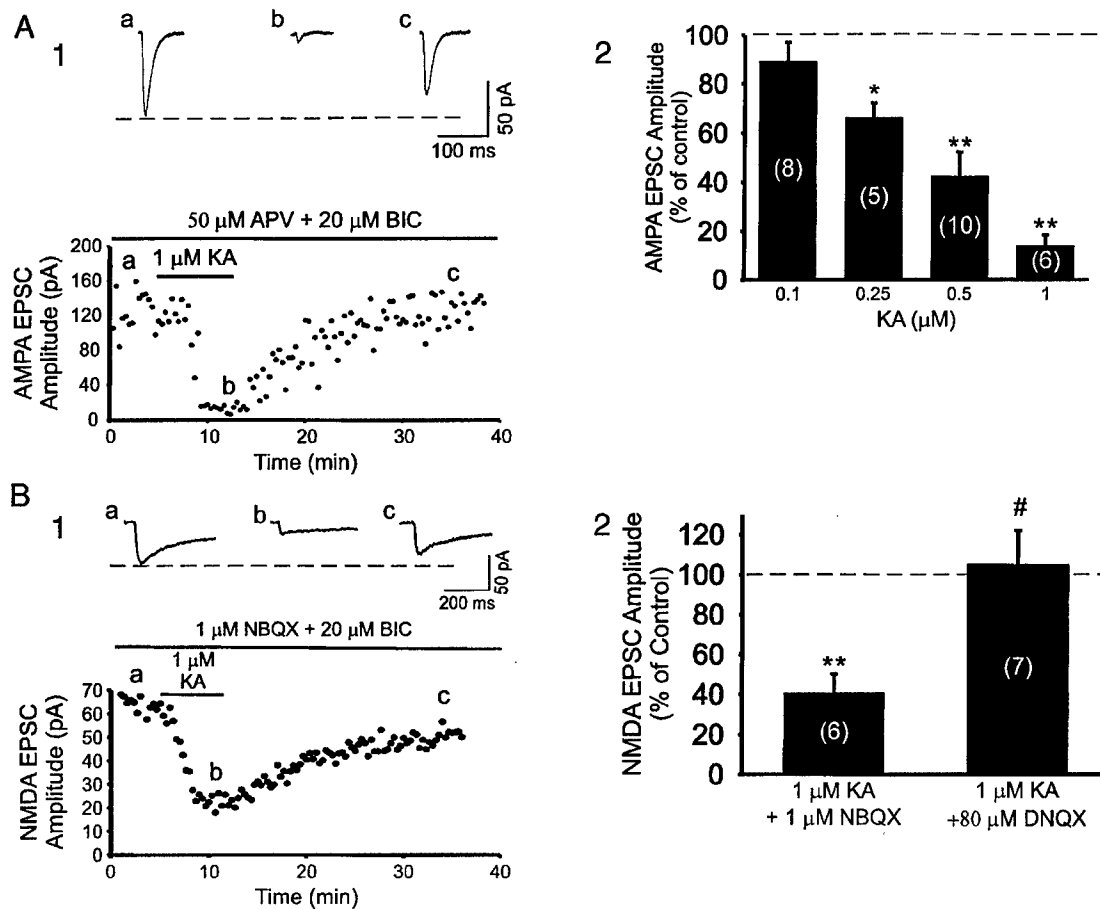 A
1
a
b
c
50 pA
100 ms
50 μM APV + 20 μM BIC
1 μM KA
a
b
c
AMPA EPSC
Amplitude (pA)
200
160
120
80
40
0
0 10 20 30 40
Time (min)
2
AMPA EPSC Amplitude
(% of control)
100
80
60
40
20
0
*
**
**
(8)
(5)
(10)
(6)
0.1 0.25 0.5 1
KA (μM)
B
1
a
b
c
50 pA
200 ms
1 μM NBQX + 20 μM BIC
1 μM
KA
a
b
c
NMDA EPSC
Amplitude (pA)
70
60
50
40
30
20
10
0
0 10 20 30 40
Time (min)
2
NMDA EPSC Amplitude
(% of Control)
120
100
80
60
40
20
0
**
#
(6)
(7)
1 μM KA
+ 1 μM NBQX
1 μM KA
+80 μM DNQX